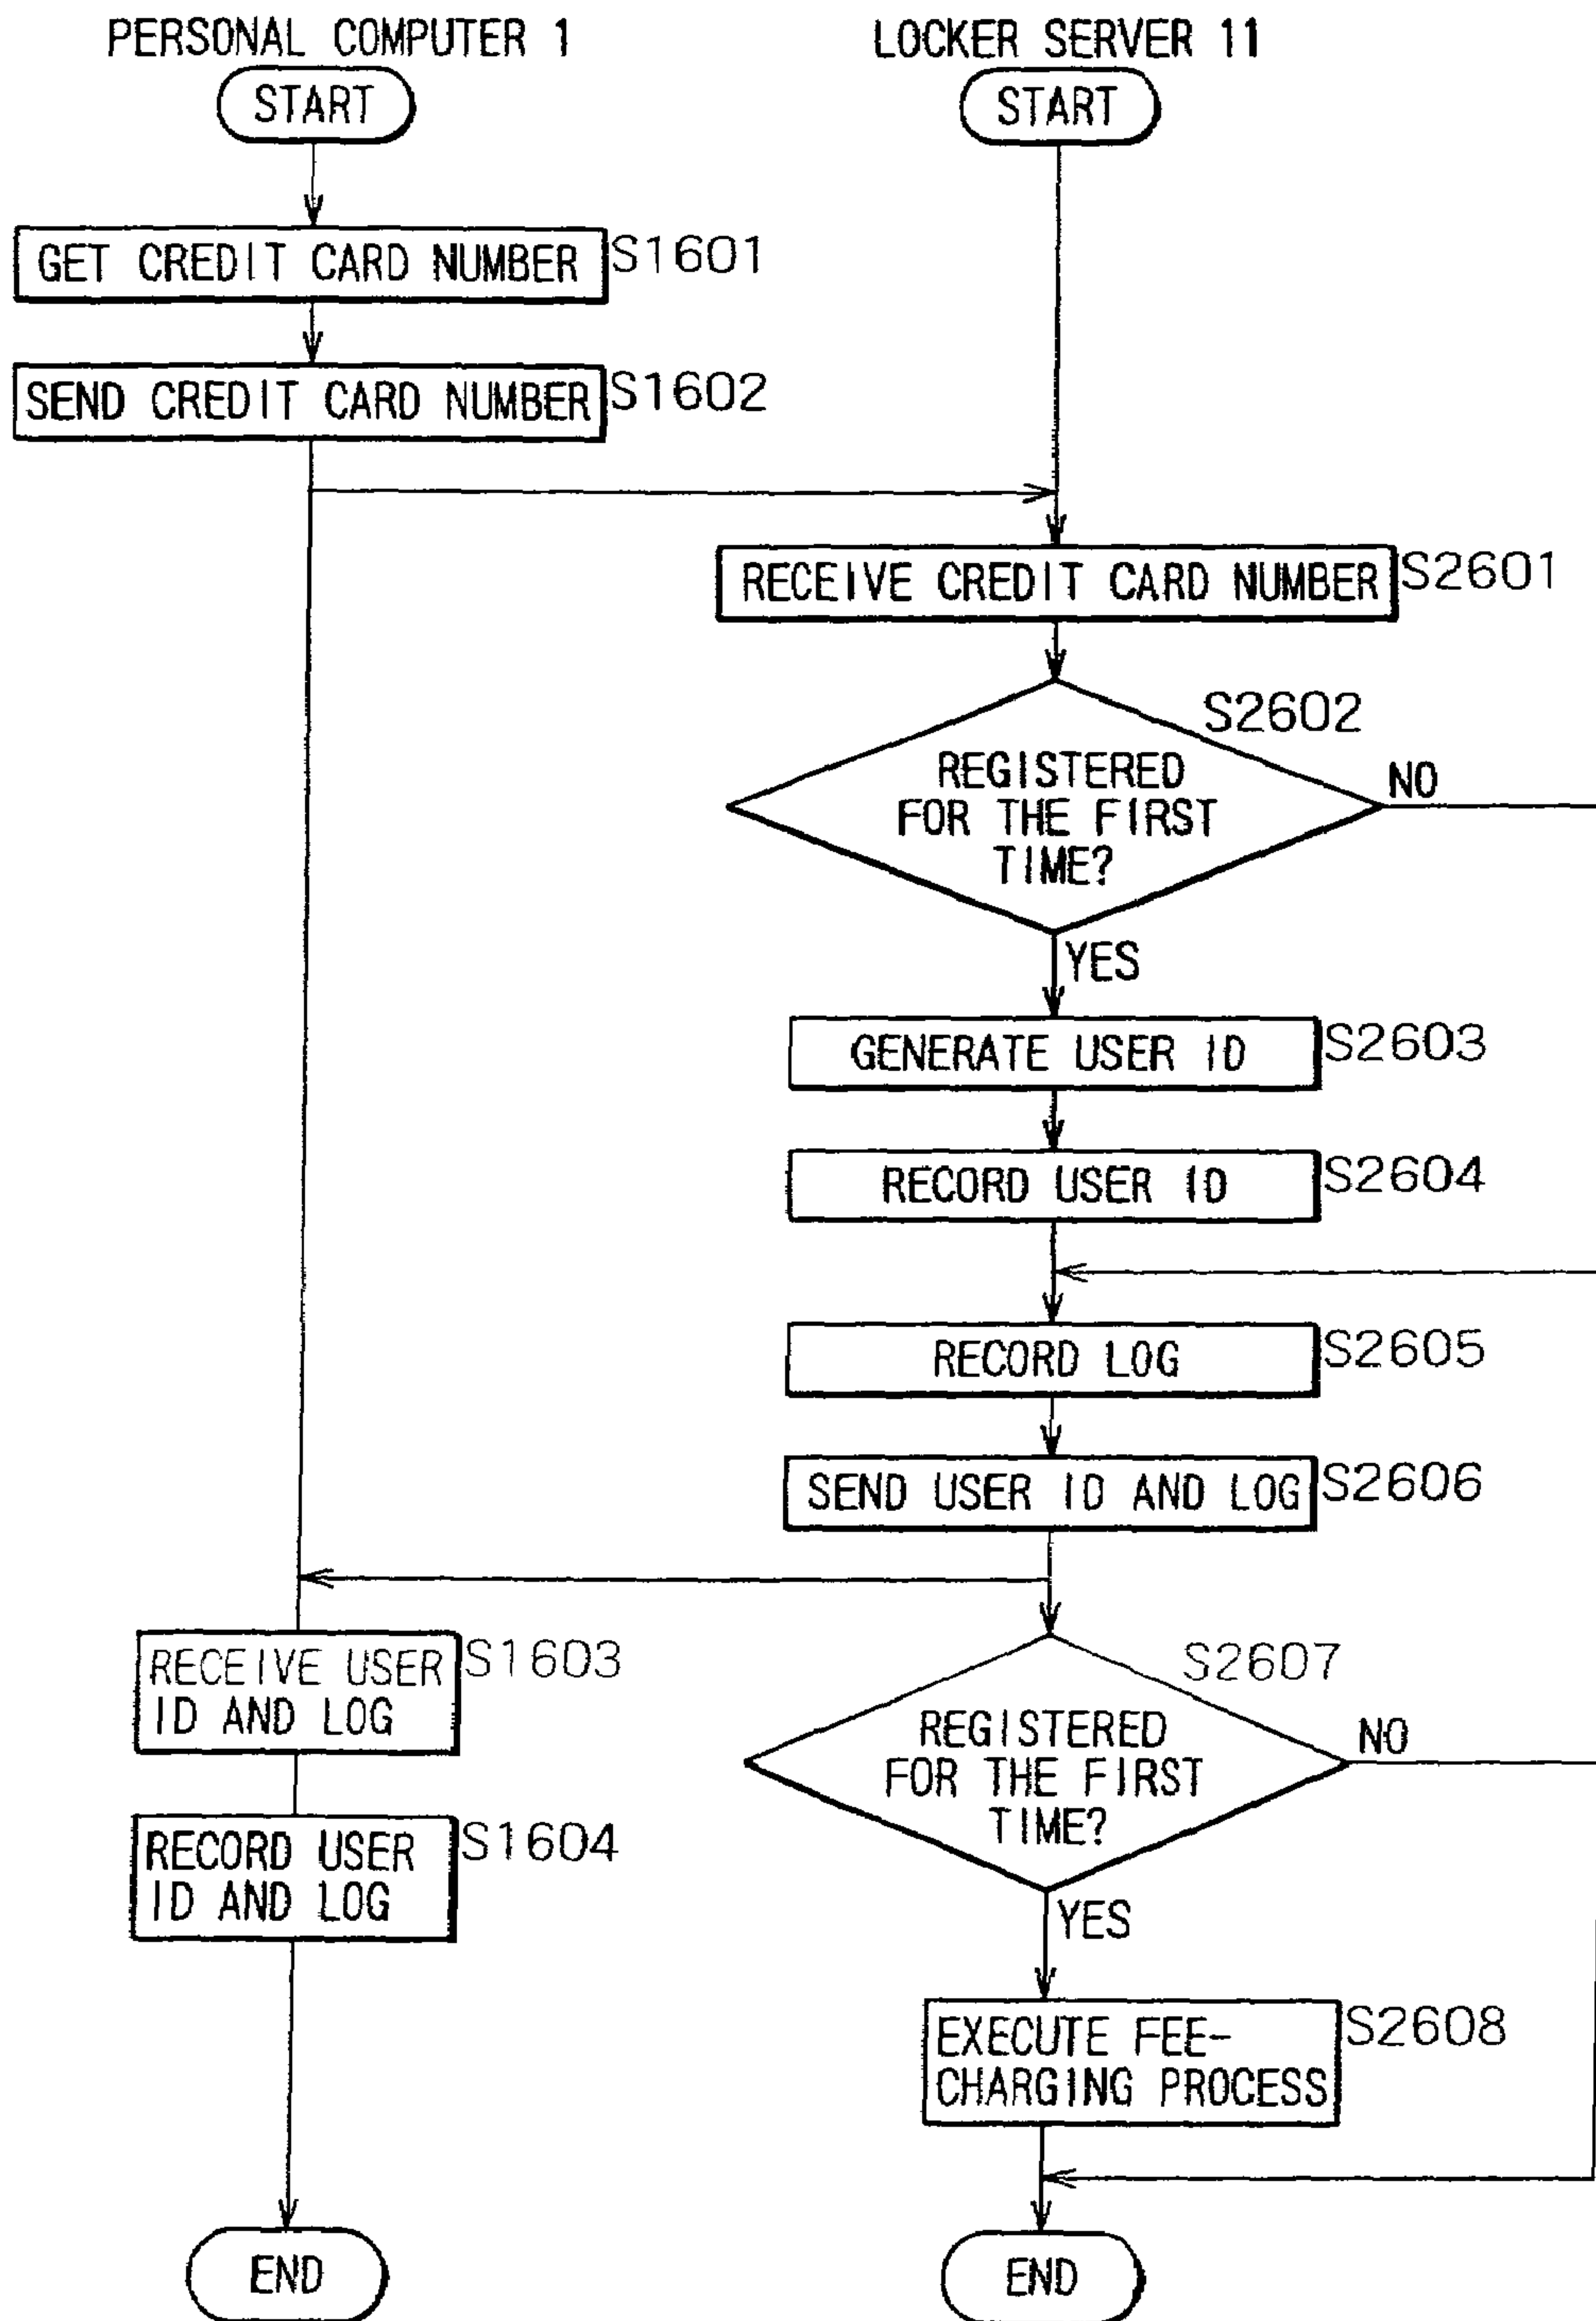 PERSONAL COMPUTER 1
LOCKER SERVER 11
START
START
GET CREDIT CARD NUMBER S1601
SEND CREDIT CARD NUMBER S1602
RECEIVE CREDIT CARD NUMBER S2601
S2602
REGISTERED
FOR THE FIRST
TIME?
NO
YES
GENERATE USER ID S2603
RECORD USER ID S2604
RECORD LOG S2605
SEND USER ID AND LOG S2606
RECEIVE USER
ID AND LOG
S1603
S2607
REGISTERED
FOR THE FIRST
TIME?
NO
YES
RECORD USER
ID AND LOG
S1604
EXECUTE FEE-
CHARGING PROCESS
S2608
END
END